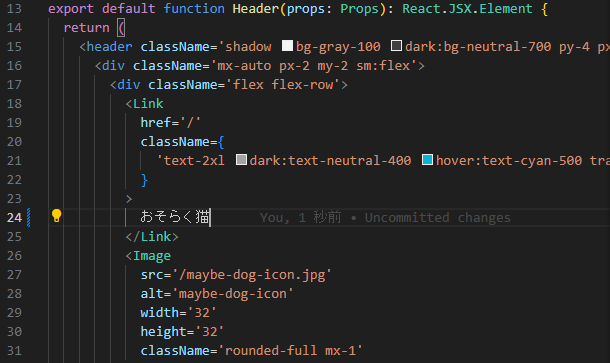 13 export default function Header(props: Props): React.JSX.Element {
14 return (
15 <header className='shadow bg-gray-100 dark:bg-neutral-700 py-4 px
16 <div className='mx-auto px-2 my-2 sm:flex'>
17 <div className='flex flex-row'>
18 <Link
19 href='/'
20 className={
21 'text-2xl dark:text-neutral-400 hover:text-cyan-500 tra
22 }
23 >
24 おそらく猫 You, 1 秒前 • Uncommitted changes
25 </Link>
26 <Image
27 src='/maybe-dog-icon.jpg'
28 alt='maybe-dog-icon'
29 width='32'
30 height='32'
31 className='rounded-full mx-1'